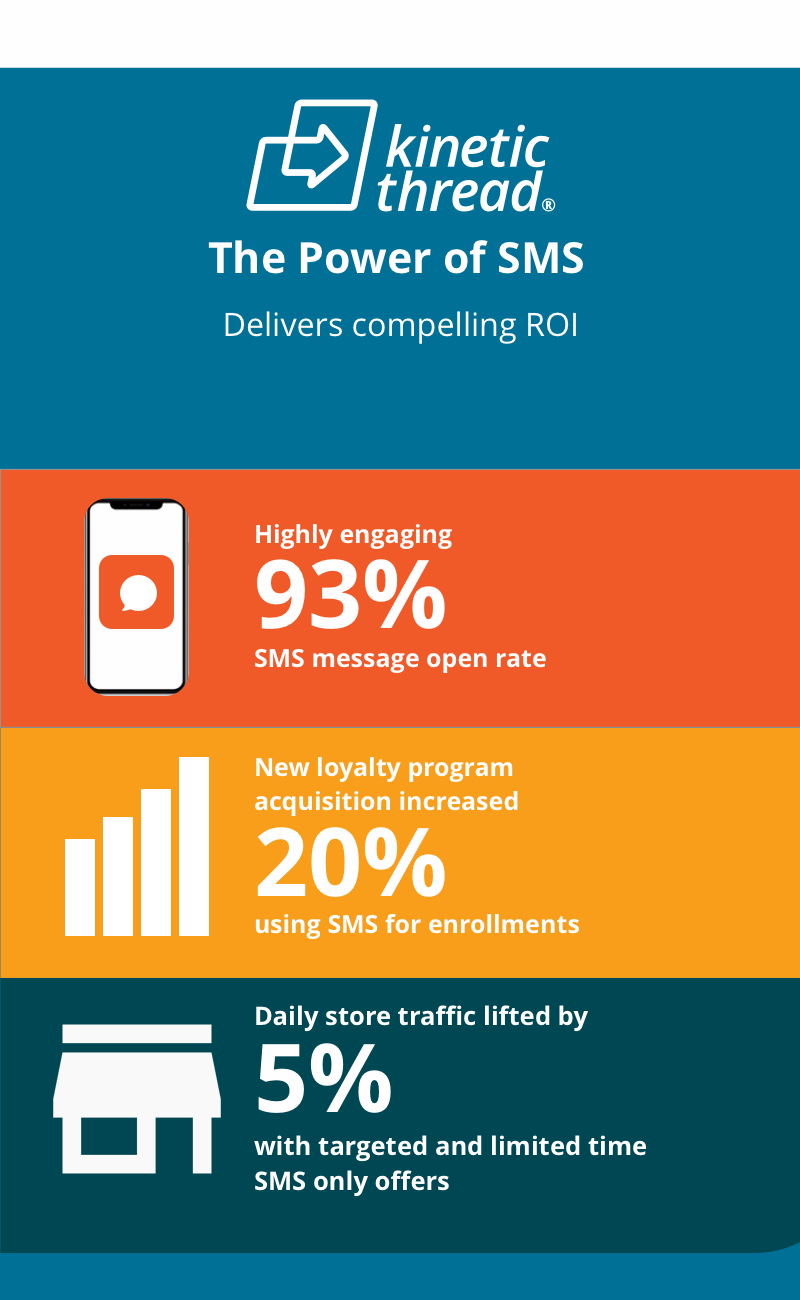 kinetic
thread®
The Power of SMS
Delivers compelling ROI
Highly engaging
93%
SMS message open rate
New loyalty program
acquisition increased
20%
using SMS for enrollments
Daily store traffic lifted by
5%
with targeted and limited time
SMS only offers